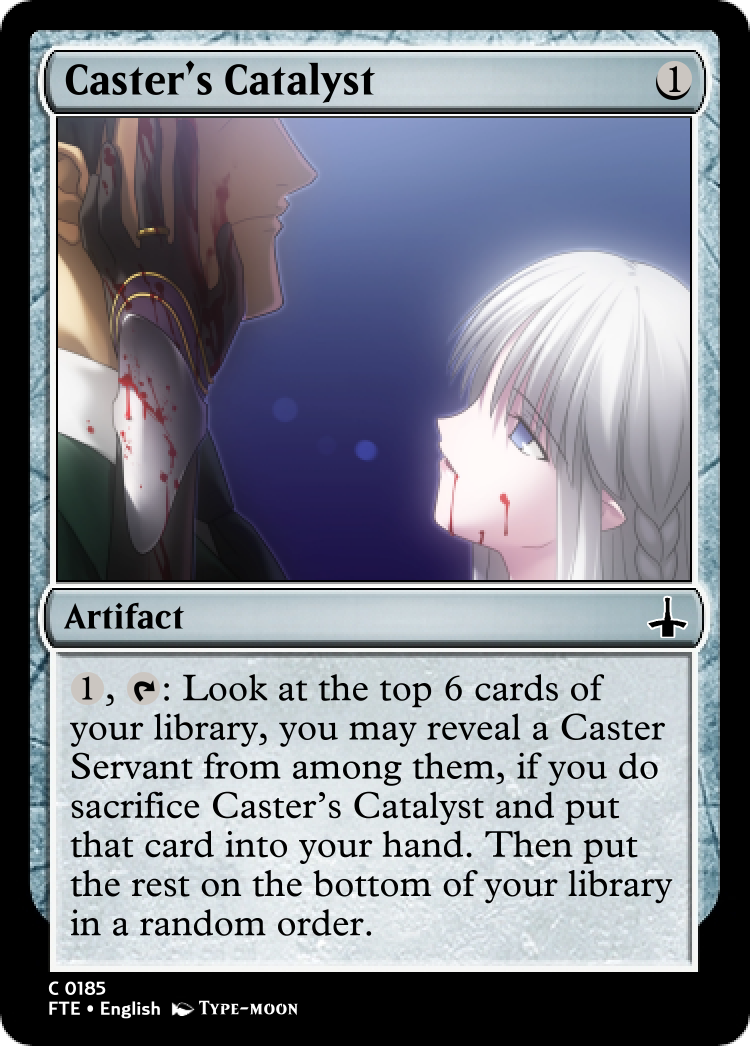 Caster's Catalyst 1
Artifact
1, : Look at the top 6 cards of
your library, you may reveal a Caster
Servant from among them, if you do
sacrifice Caster's Catalyst and put
that card into your hand. Then put
the rest on the bottom of your library
in a random order.
C 0185
FTE • English TYPE-MOON